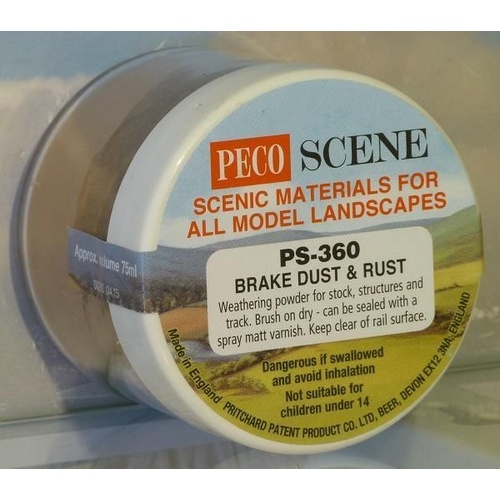 PECO SCENE
SCENIC MATERIALS FOR
ALL MODEL LANDSCAPES
PS-360
BRAKE DUST & RUST
Weathering powder for stock, structures and
track. Brush on dry - can be sealed with a
spray matt varnish. Keep clear of rail surface.
Dangerous if swallowed
and avoid inhalation
Not suitable for
children under 14
Made in England
PRITCHARD PATENT PRODUCT CO. LTD, BEER, DEVON EX12 3NA, ENGLAND
Approx. volume 75ml